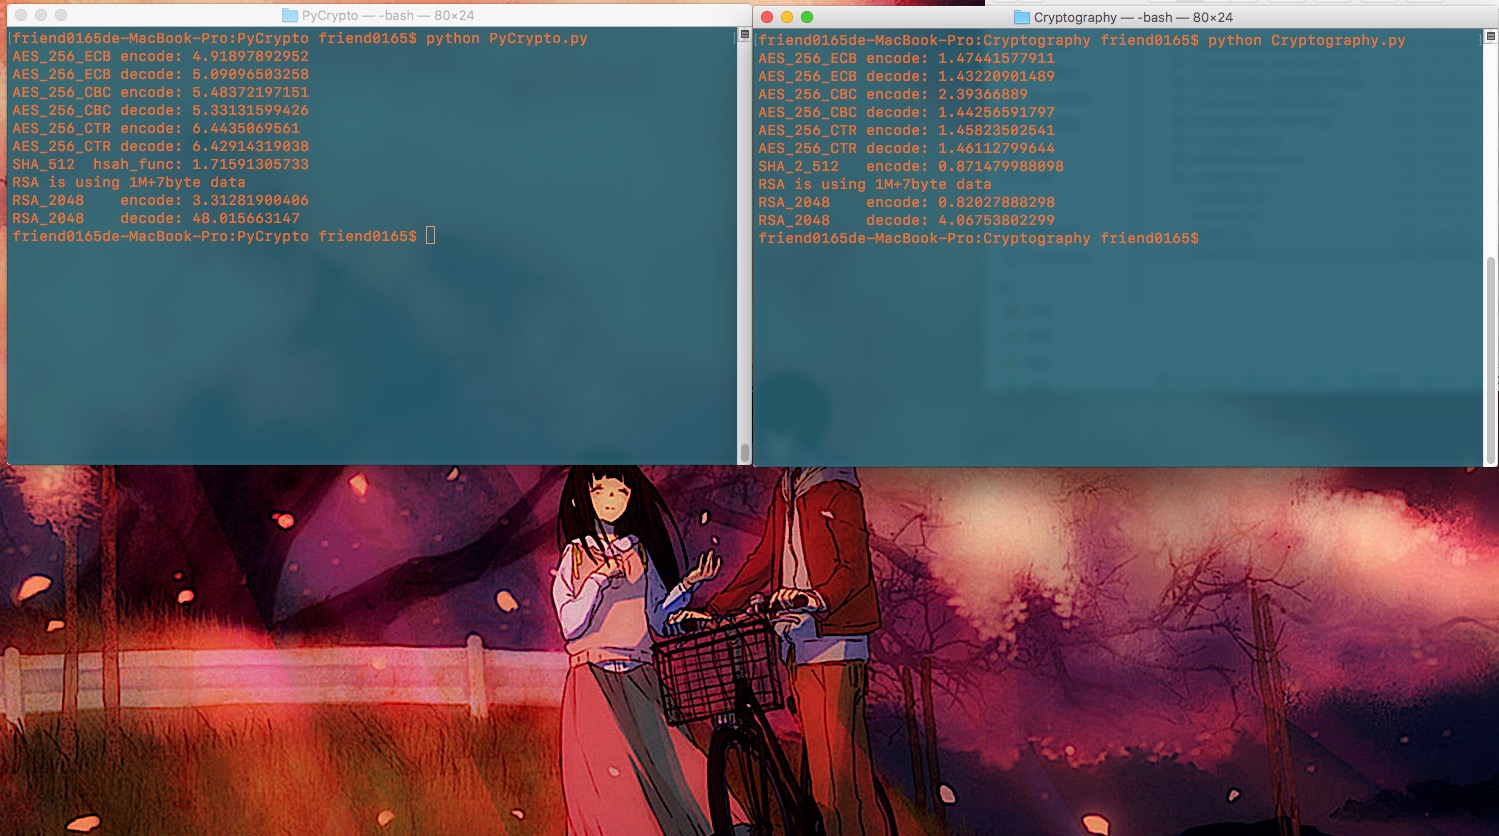 PyCrypto — -bash — 80×24
[friend0165de-MacBook-Pro:PyCrypto friend0165$ python PyCrypto.py ]
AES_256_ECB encode: 4.91897892952
AES_256_ECB decode: 5.09096503258
AES_256_CBC encode: 5.48372197151
AES_256_CBC decode: 5.33131599426
AES_256_CTR encode: 6.4435069561
AES_256_CTR decode: 6.42914319038
SHA_512  hsah_func: 1.71591305733
RSA is using 1M+7byte data
RSA_2048    encode: 3.31281900406
RSA_2048    decode: 48.015663147
friend0165de-MacBook-Pro:PyCrypto friend0165$
Cryptography — -bash — 80×24
[friend0165de-MacBook-Pro:Cryptography friend0165$ python Cryptography.py ]
AES_256_ECB encode: 1.47441577911
AES_256_ECB decode: 1.43220901489
AES_256_CBC encode: 2.39366889
AES_256_CBC decode: 1.44256591797
AES_256_CTR encode: 1.45823502541
AES_256_CTR decode: 1.46112799644
SHA_2_512   encode: 0.871479988098
RSA is using 1M+7byte data
RSA_2048    encode: 0.82027888298
RSA_2048    decode: 4.06753802299
friend0165de-MacBook-Pro:Cryptography friend0165$